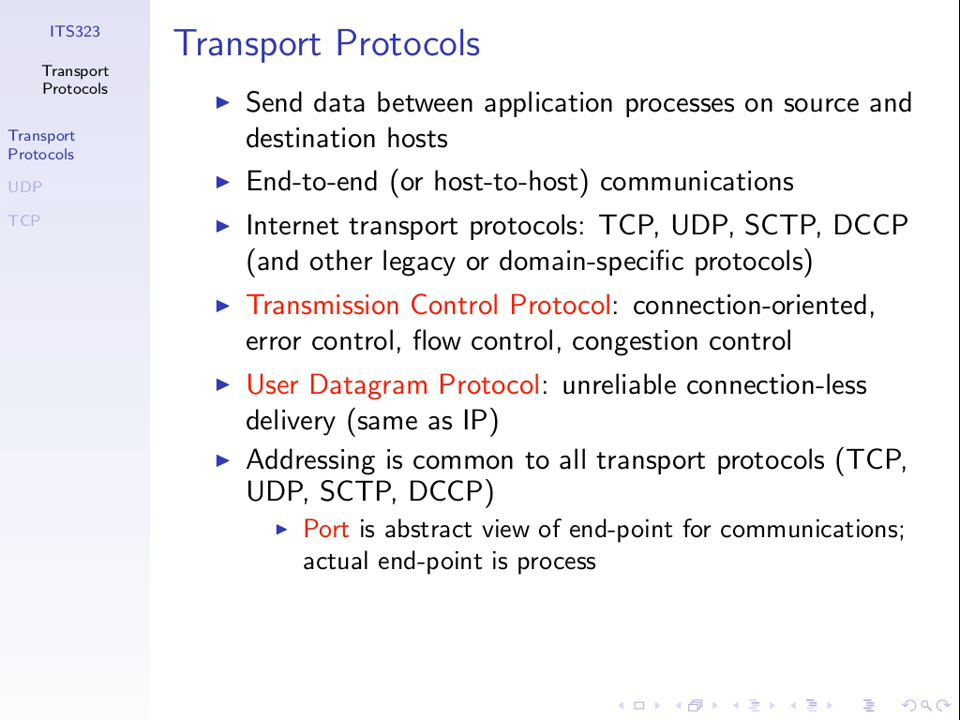 ITS323
Transport
Protocols
Transport
Protocols
UDP
TCP
Transport Protocols
Send data between application processes on source and
destination hosts
End-to-end (or host-to-host) communications
Internet transport protocols: TCP, UDP, SCTP, DCCP
(and other legacy or domain-specific protocols)
Transmission Control Protocol: connection-oriented,
error control, flow control, congestion control
User Datagram Protocol: unreliable connection-less
delivery (same as IP)
Addressing is common to all transport protocols (TCP,
UDP, SCTP, DCCP)
Port is abstract view of end-point for communications;
actual end-point is process